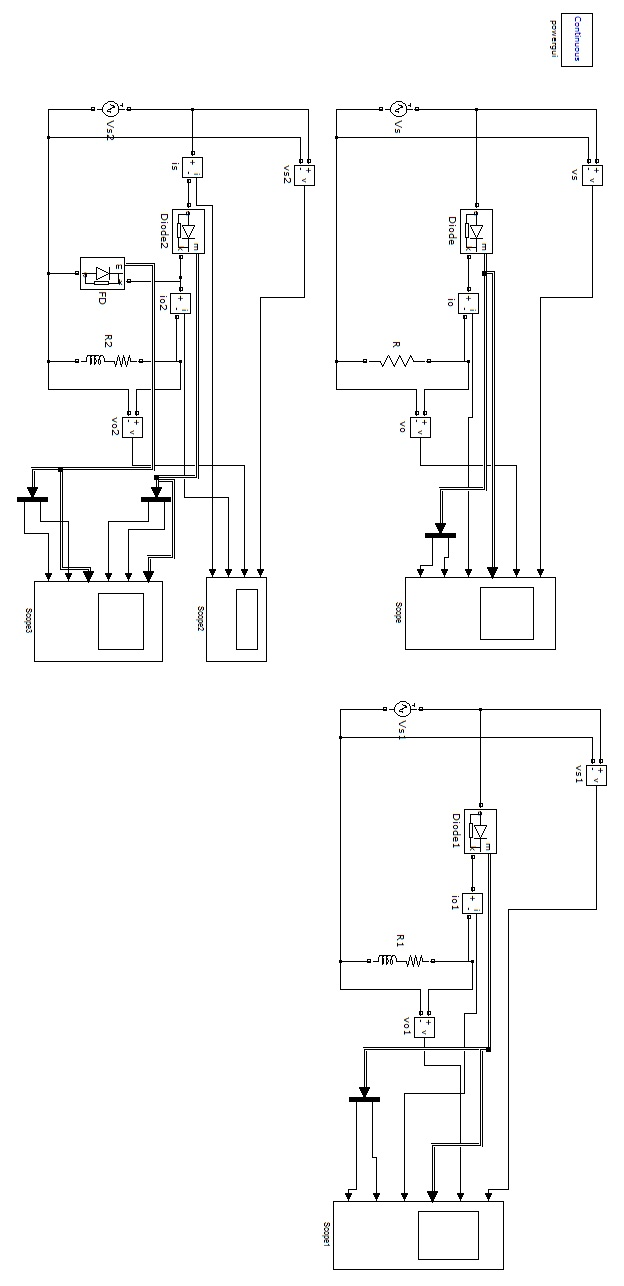 Continuous
powergui
+
-
v
vs
Vs
m
k
Diode
+
-
i
io
R
+
-
v
vo
Scope
+
-
v
vs1
Vs1
m
k
Diode1
+
-
i
io1
R1
+
-
v
vo1
Scope1
+
-
v
vs2
Vs2
+
-
i
is
m
k
Diode2
+
-
i
io2
m
k
FD
R2
+
-
v
vo2
Scope2
Scope3